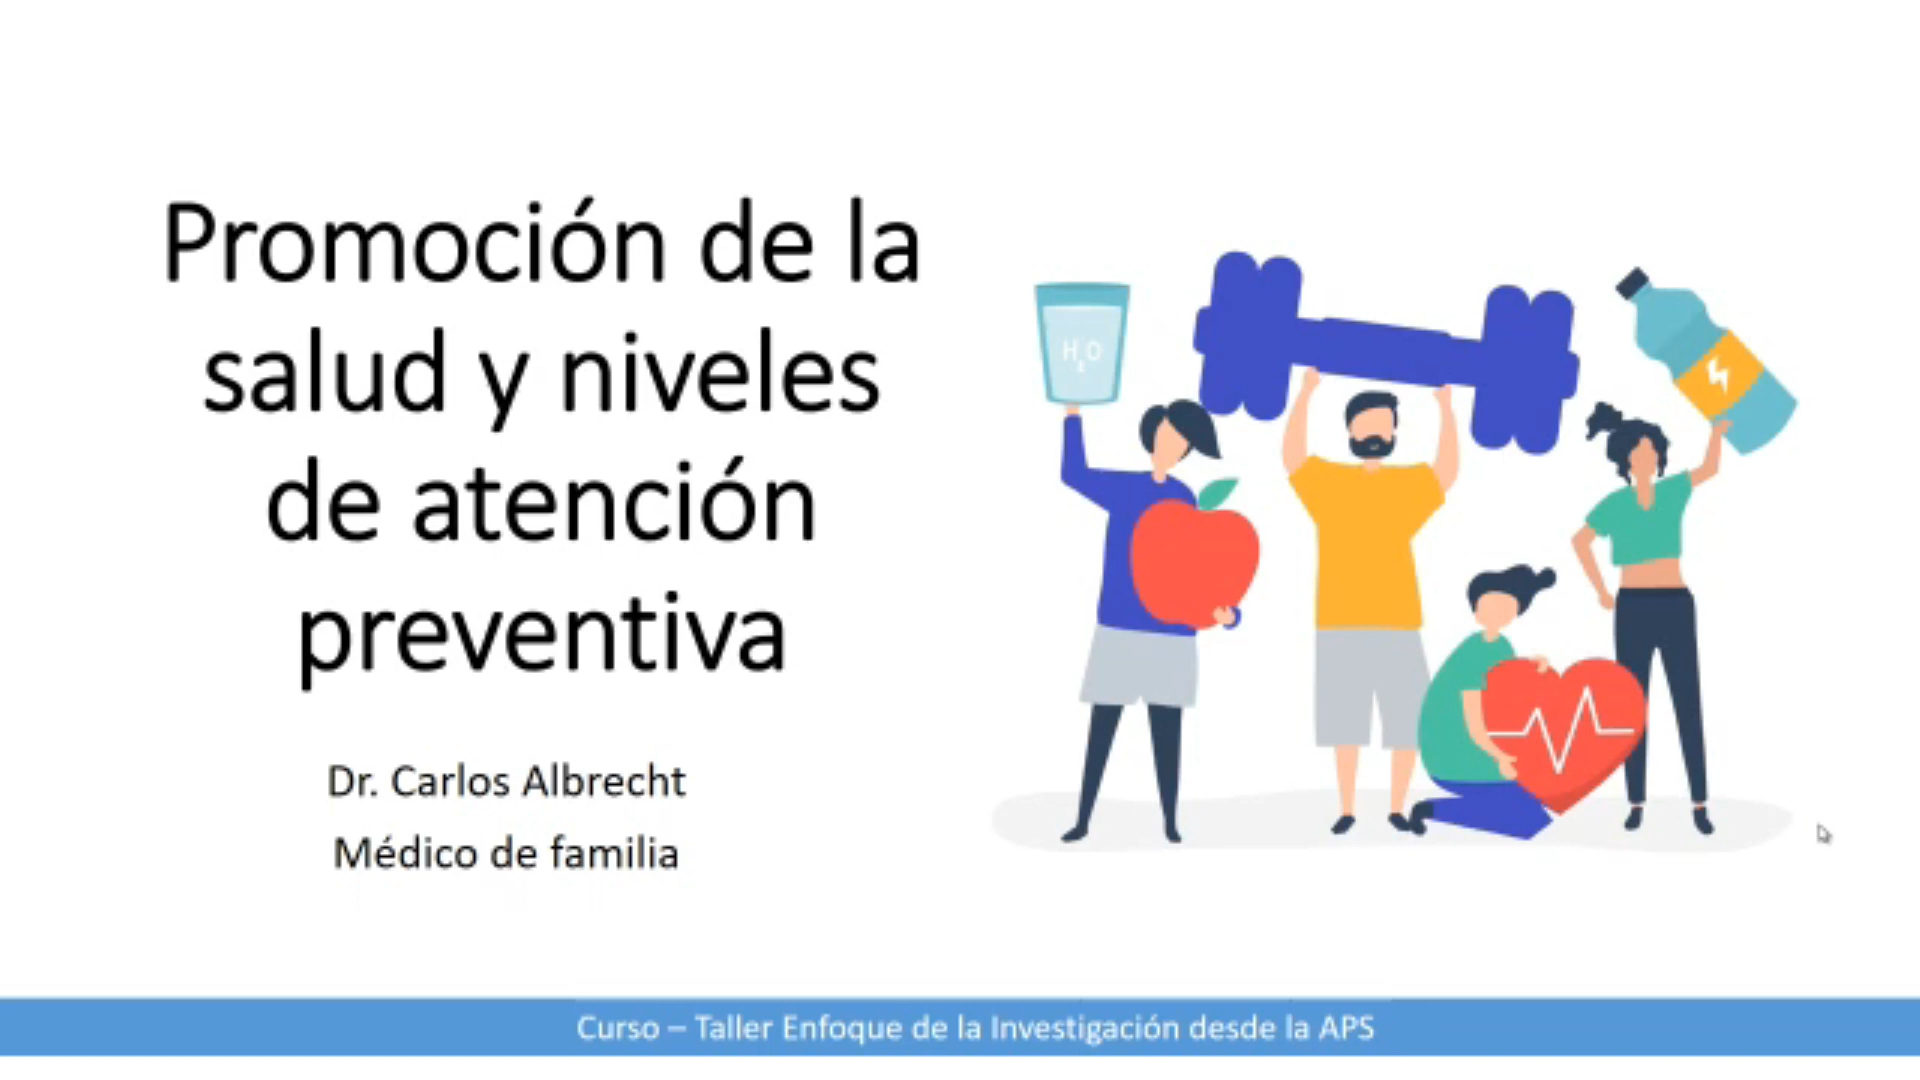 Promoción de la
salud y niveles
de atención
preventiva
Dr. Carlos Albrecht
Médico de familia
H2O
Curso – Taller Enfoque de la Investigación desde la APS